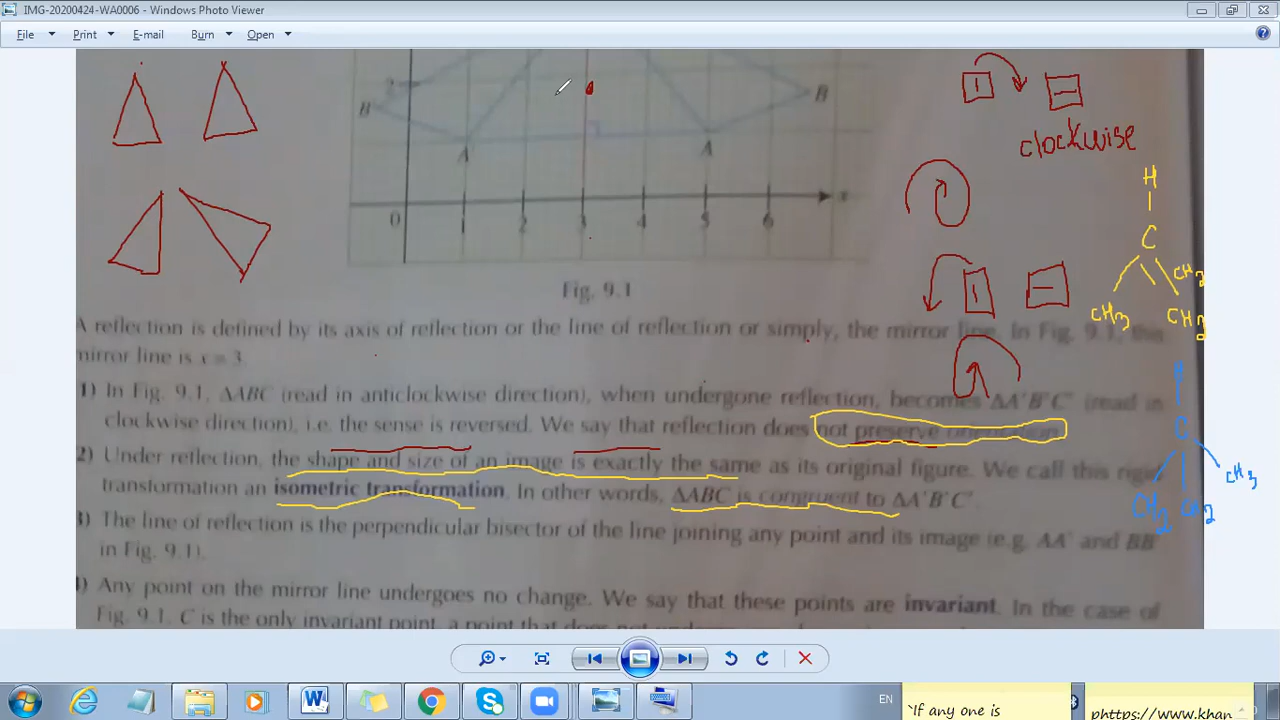 IMG-20200424-WA0006 - Windows Photo Viewer
File Print E-mail Burn Open
2
B B
A A
0 1 2 3 4 5 6 x
Fig. 9.1
clockwise
H
C
CH2
CH3 CH2
A reflection is defined by its axis of reflection or the line of reflection or simply, the mirror line. In Fig. 9.1, this
mirror line is x = 3.
1) In Fig. 9.1, ΔABC (read in anticlockwise direction), when undergone reflection, becomes ΔA'B'C' (read in
clockwise direction), i.e. the sense is reversed. We say that reflection does not preserve orientation.
2) Under reflection, the shape and size of an image is exactly the same as its original figure. We call this rigid
transformation an isometric transformation. In other words, ΔABC is congruent to ΔA'B'C'.
3) The line of reflection is the perpendicular bisector of the line joining any point and its image (e.g. AA' and BB'
in Fig. 9.1).
4) Any point on the mirror line undergoes no change. We say that these points are invariant. In the case of
Fig. 9.1, C is the only invariant point, a point that does not
H
C
CH3
CH2 CH2
EN
"If any one is
phttps://www.khan